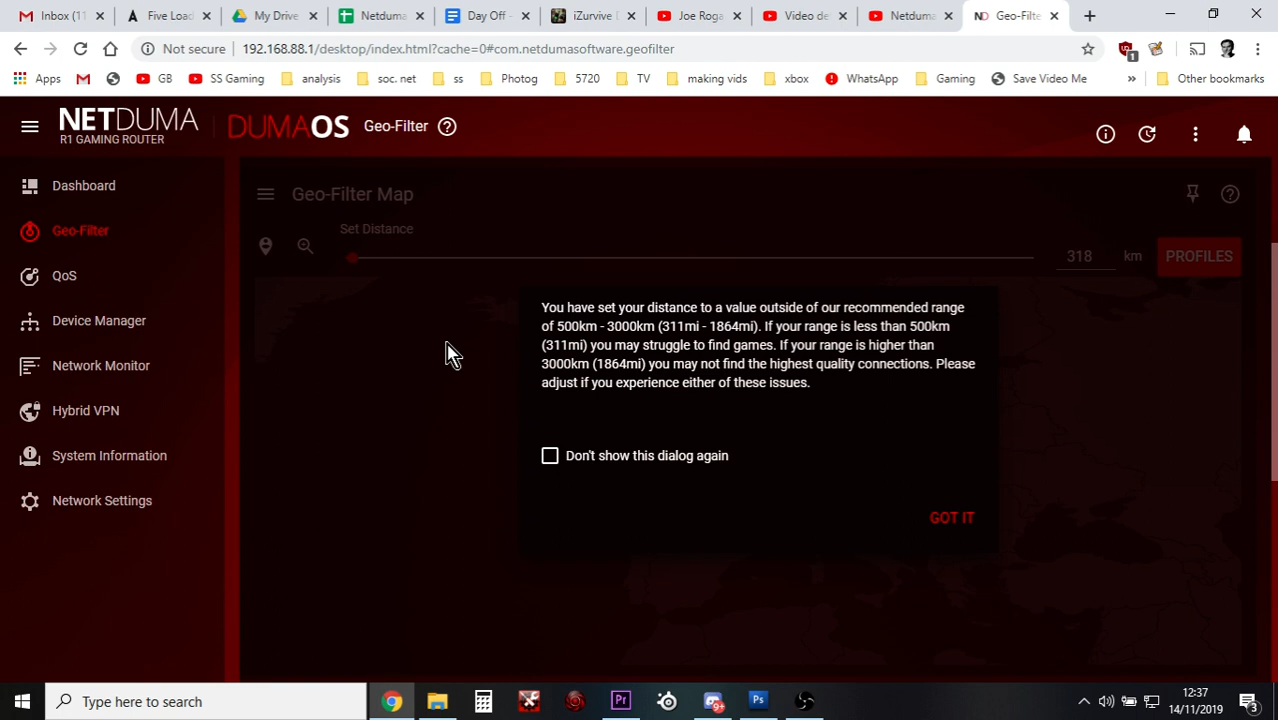 Inbox (11
Five Load
My Drive
Netduma
Day Off -
iZurvive D
Joe Roga
Video de
Netduma
ND Geo-Filter
Not secure 192.168.88.1/desktop/index.html?cache=0#com.netdumasoftware.geofilter
1
Apps
GB
SS Gaming
analysis
soc. net
ss
Photog
5720
TV
making vids
xbox
WhatsApp
Gaming
Save Video Me
»
Other bookmarks
NETDUMA
R1 GAMING ROUTER
DUMAOS
Geo-Filter
Dashboard
Geo-Filter
QoS
Device Manager
Network Monitor
Hybrid VPN
System Information
Network Settings
Geo-Filter Map
Set Distance
318 km
PROFILES
You have set your distance to a value outside of our recommended range
of 500km - 3000km (311mi - 1864mi). If your range is less than 500km
(311mi) you may struggle to find games. If your range is higher than
3000km (1864mi) you may not find the highest quality connections. Please
adjust if you experience either of these issues.
Don't show this dialog again
GOT IT
Type here to search
Pr
9+
Ps
12:37
14/11/2019
3